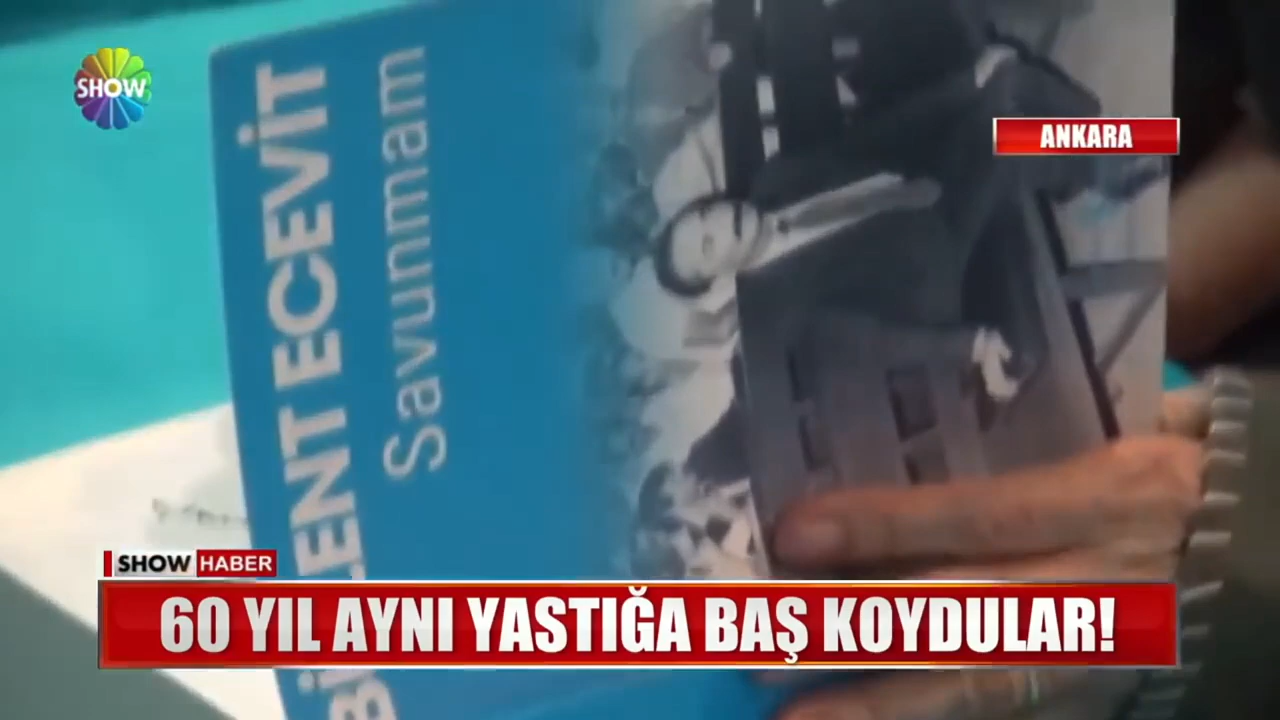 SHOW
ANKARA
BÜLENT ECEVİT
Savunmam
SHOW HABER
60 YIL AYNI YASTIĞA BAŞ KOYDULAR!